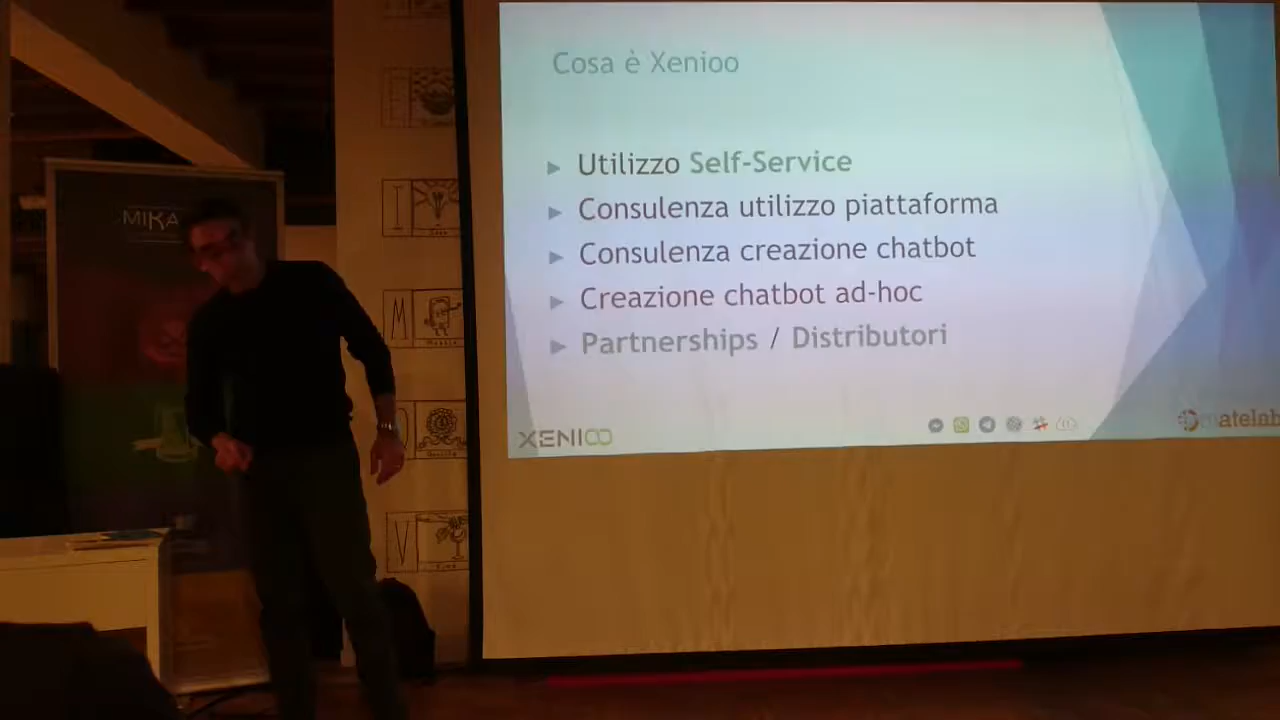 Cosa è Xenioo
Utilizzo Self-Service
Consulenza utilizzo piattaforma
Consulenza creazione chatbot
Creazione chatbot ad-hoc
Partnerships / Distributori
XENIOO
atelab
MIKA
I
M
V